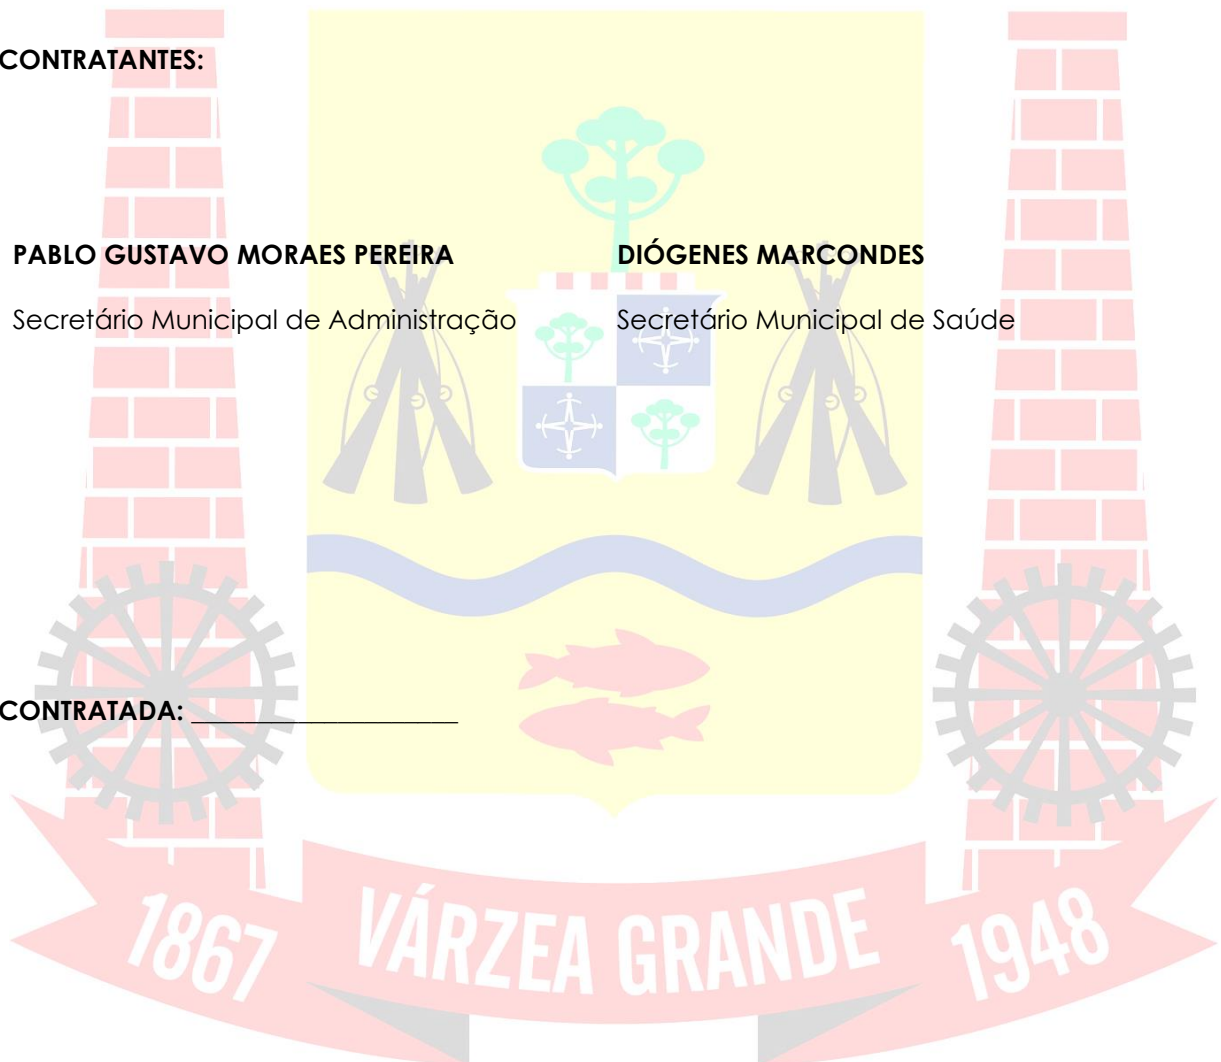 CONTRATANTES:
PABLO GUSTAVO MORAES PEREIRA DIÓGENES MARCONDES
Secretário Municipal de Administração Secretário Municipal de Saúde
CONTRATADA: ____________________
1867 VÁRZEA GRANDE 1948